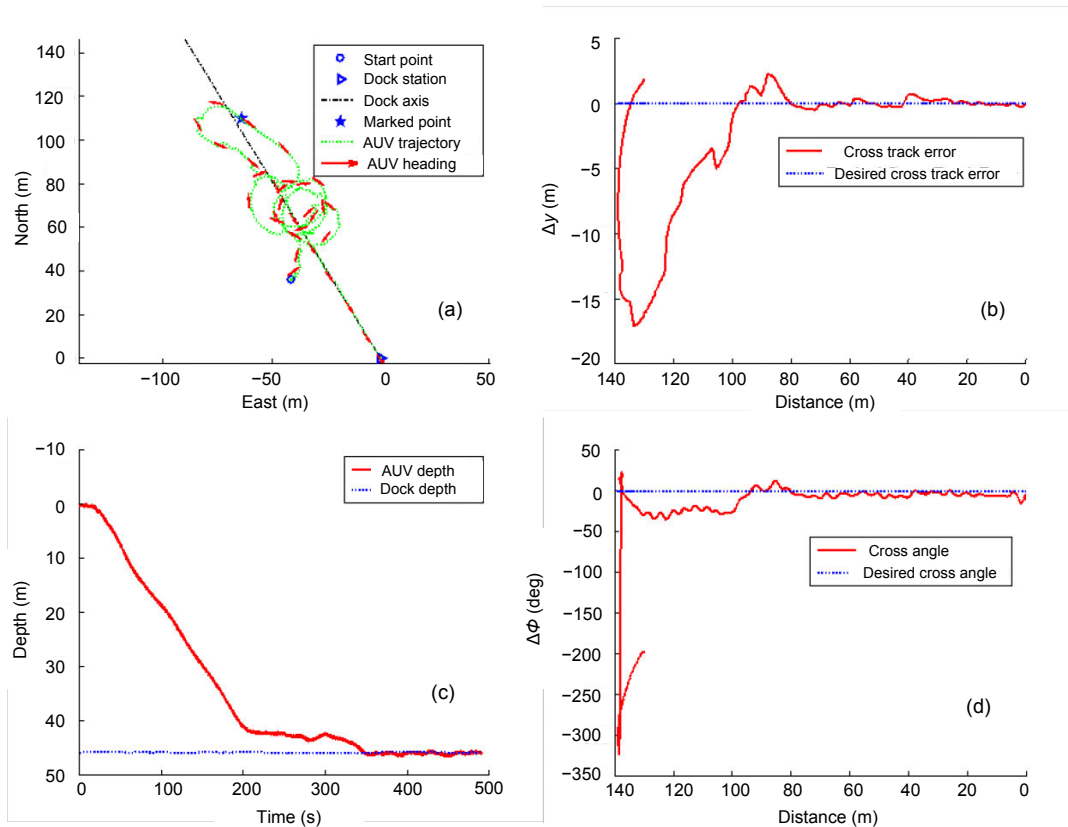 140
120
100
80
60
40
20
0
North (m)
−100
−50
0
50
East (m)
Start point
Dock station
Dock axis
Marked point
AUV trajectory
AUV heading
(a)
5
0
−5
−10
−15
−20
Δy (m)
140
120
100
80
60
40
20
0
Distance (m)
Cross track error
Desired cross track error
(b)
−10
0
10
20
30
40
50
Depth (m)
0
100
200
300
400
500
Time (s)
AUV depth
Dock depth
(c)
50
0
−50
−100
−150
−200
−250
−300
−350
ΔΦ (deg)
140
120
100
80
60
40
20
0
Distance (m)
Cross angle
Desired cross angle
(d)